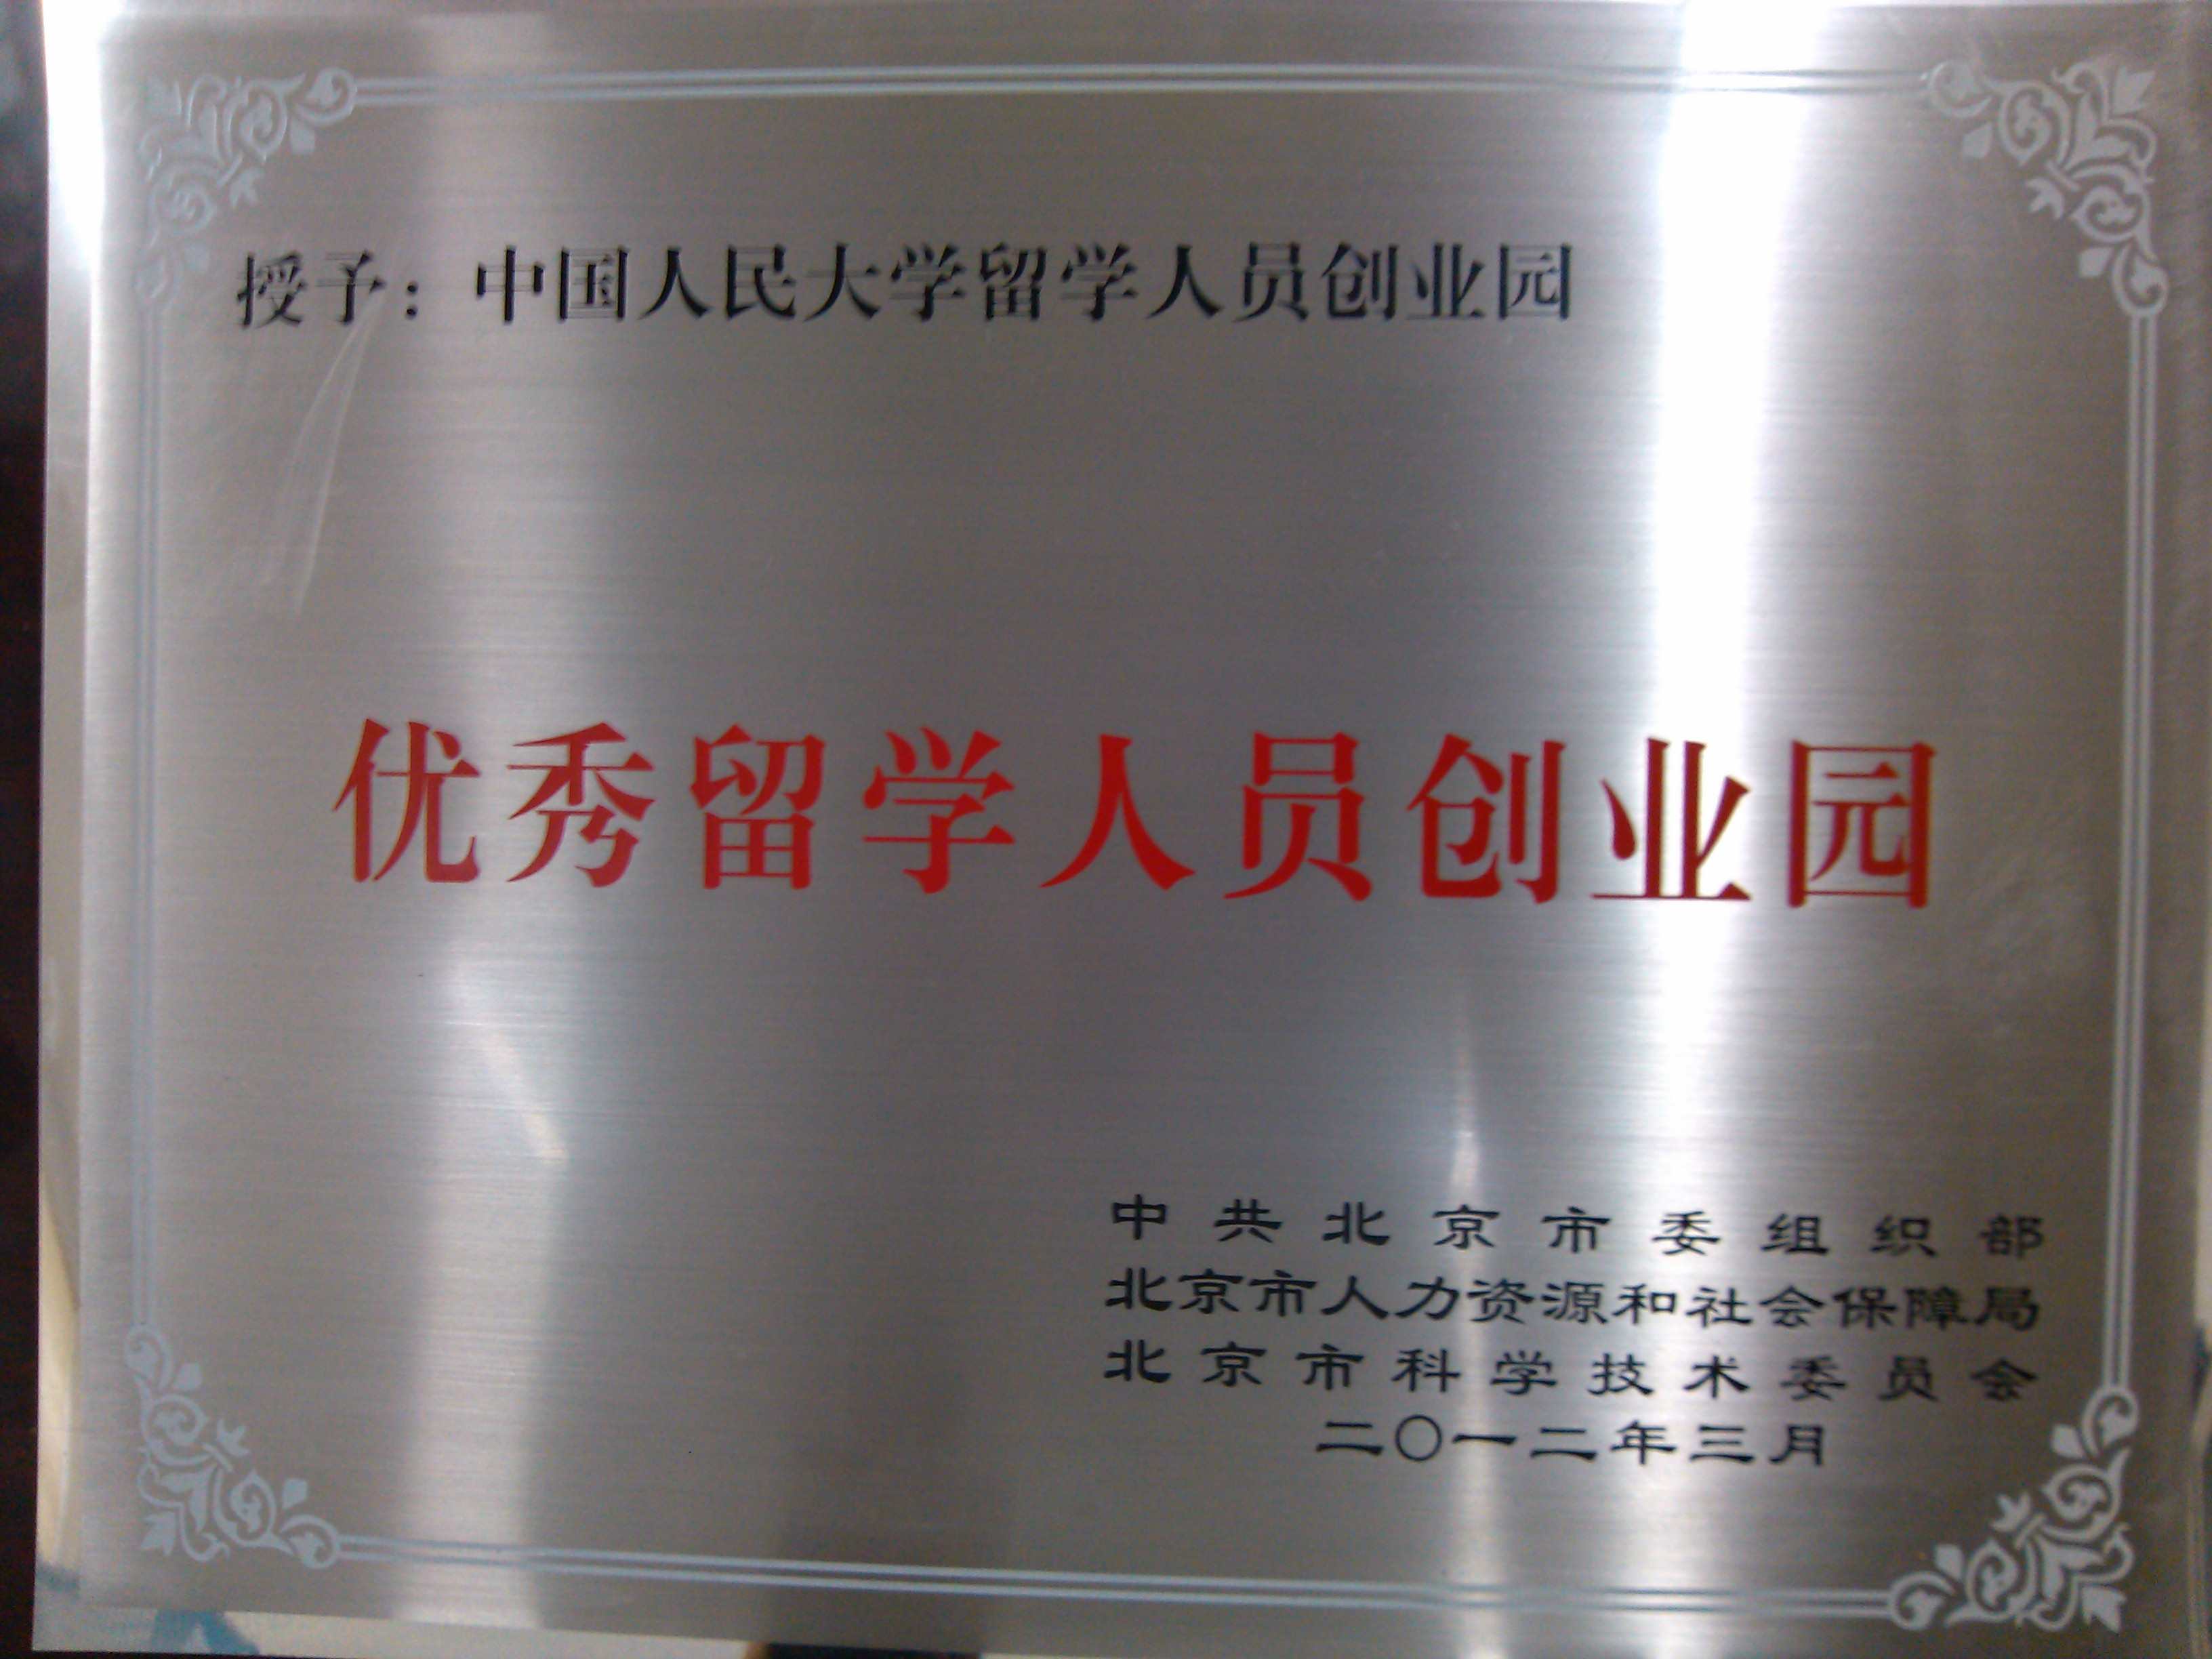 授予：中国人民大学留学人员创业园
优秀留学人员创业园
中共北京市委组织部
北京市人力资源和社会保障局
北京市科学技术委员会
二〇一二年三月